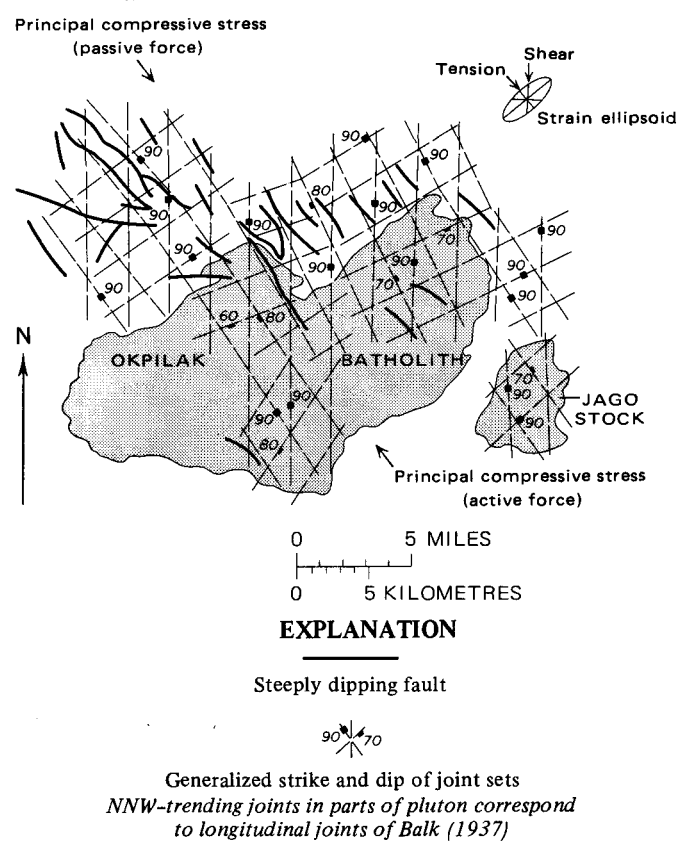 Principal compressive stress
(passive force)
Shear
Tension
Strain ellipsoid
90
90
80
90
90
90
90
70
90
90
90
90
90
70
90
90
60
80
N
OKPILAK
BATHOLITH
70
90
JAGO
STOCK
90
90
90
80
Principal compressive stress
(active force)
0
5 MILES
0
5 KILOMETRES
EXPLANATION
Steeply dipping fault
90
70
Generalized strike and dip of joint sets
NNW-trending joints in parts of pluton correspond
to longitudinal joints of Balk (1937)